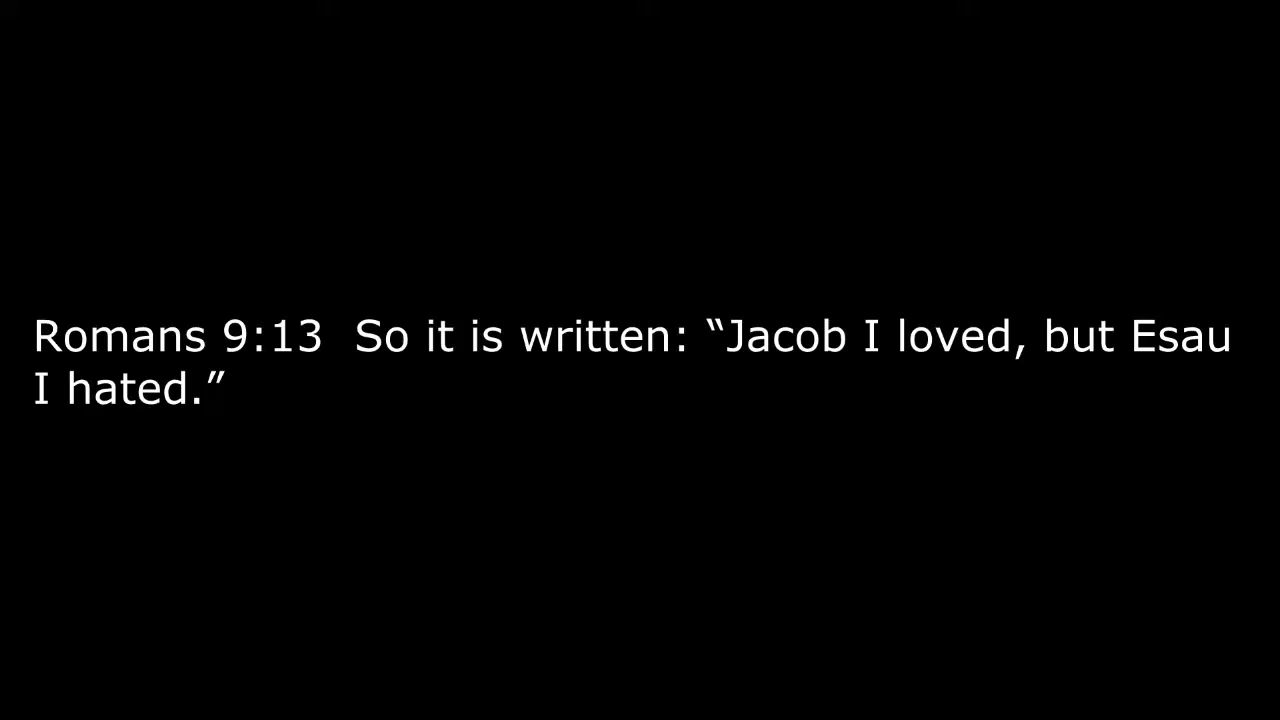 Romans 9:13  So it is written: “Jacob I loved, but Esau
I hated.”